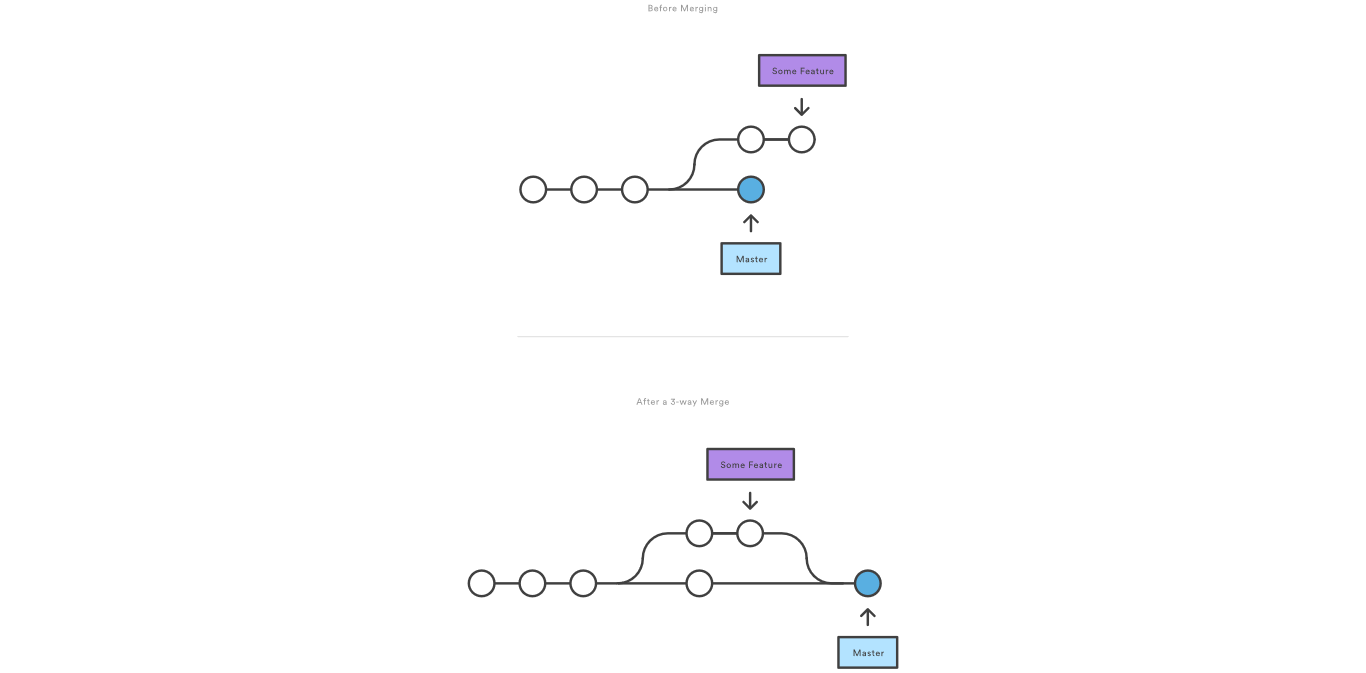 Before Merging
Some Feature
Master
After a 3-way Merge
Some Feature
Master